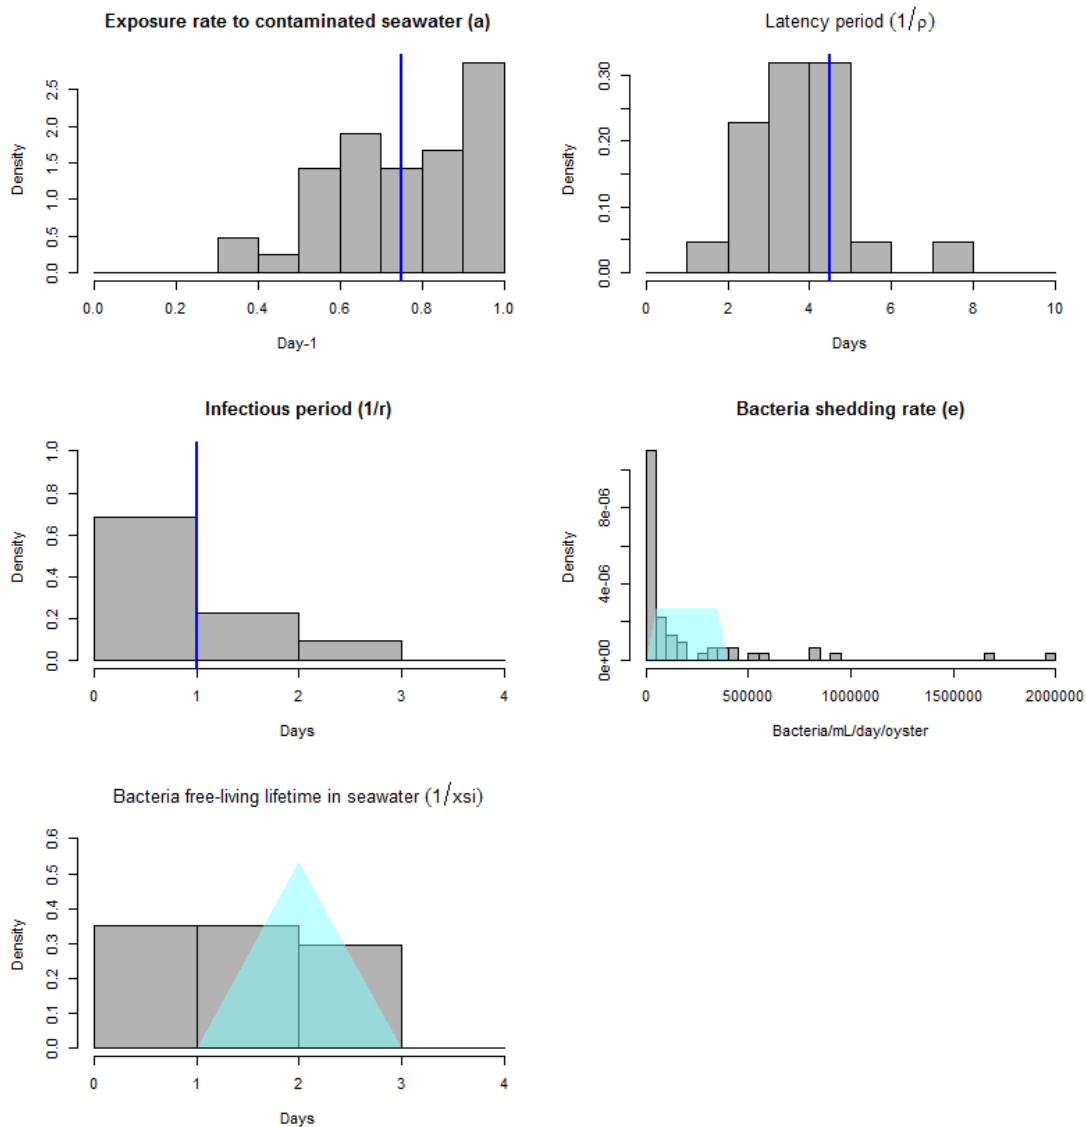 Exposure rate to contaminated seawater (a)
Density
0.0 0.5 1.0 1.5 2.0 2.5
0.0 0.2 0.4 0.6 0.8 1.0
Day-1
Latency period (1/ρ)
Density
0.00 0.10 0.20 0.30
0 2 4 6 8 10
Days
Infectious period (1/r)
Density
0.0 0.2 0.4 0.6 0.8 1.0
0 1 2 3 4
Days
Bacteria shedding rate (e)
Density
0e+00 4e-06 8e-06
0 500000 1000000 1500000 2000000
Bacteria/mL/day/oyster
Bacteria free-living lifetime in seawater (1/xsi)
Density
0.0 0.1 0.2 0.3 0.4 0.5 0.6
0 1 2 3 4
Days